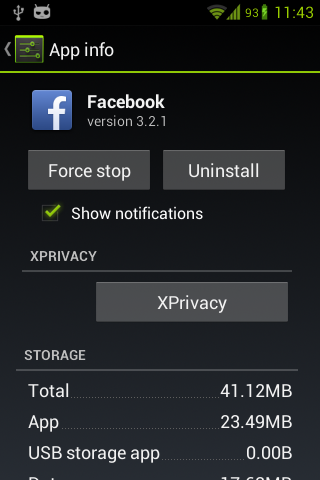 93 11:43
App info
Facebook
version 3.2.1
Force stop Uninstall
Show notifications
XPRIVACY
XPrivacy
STORAGE
Total 41.12MB
App 23.49MB
USB storage app 0.00B